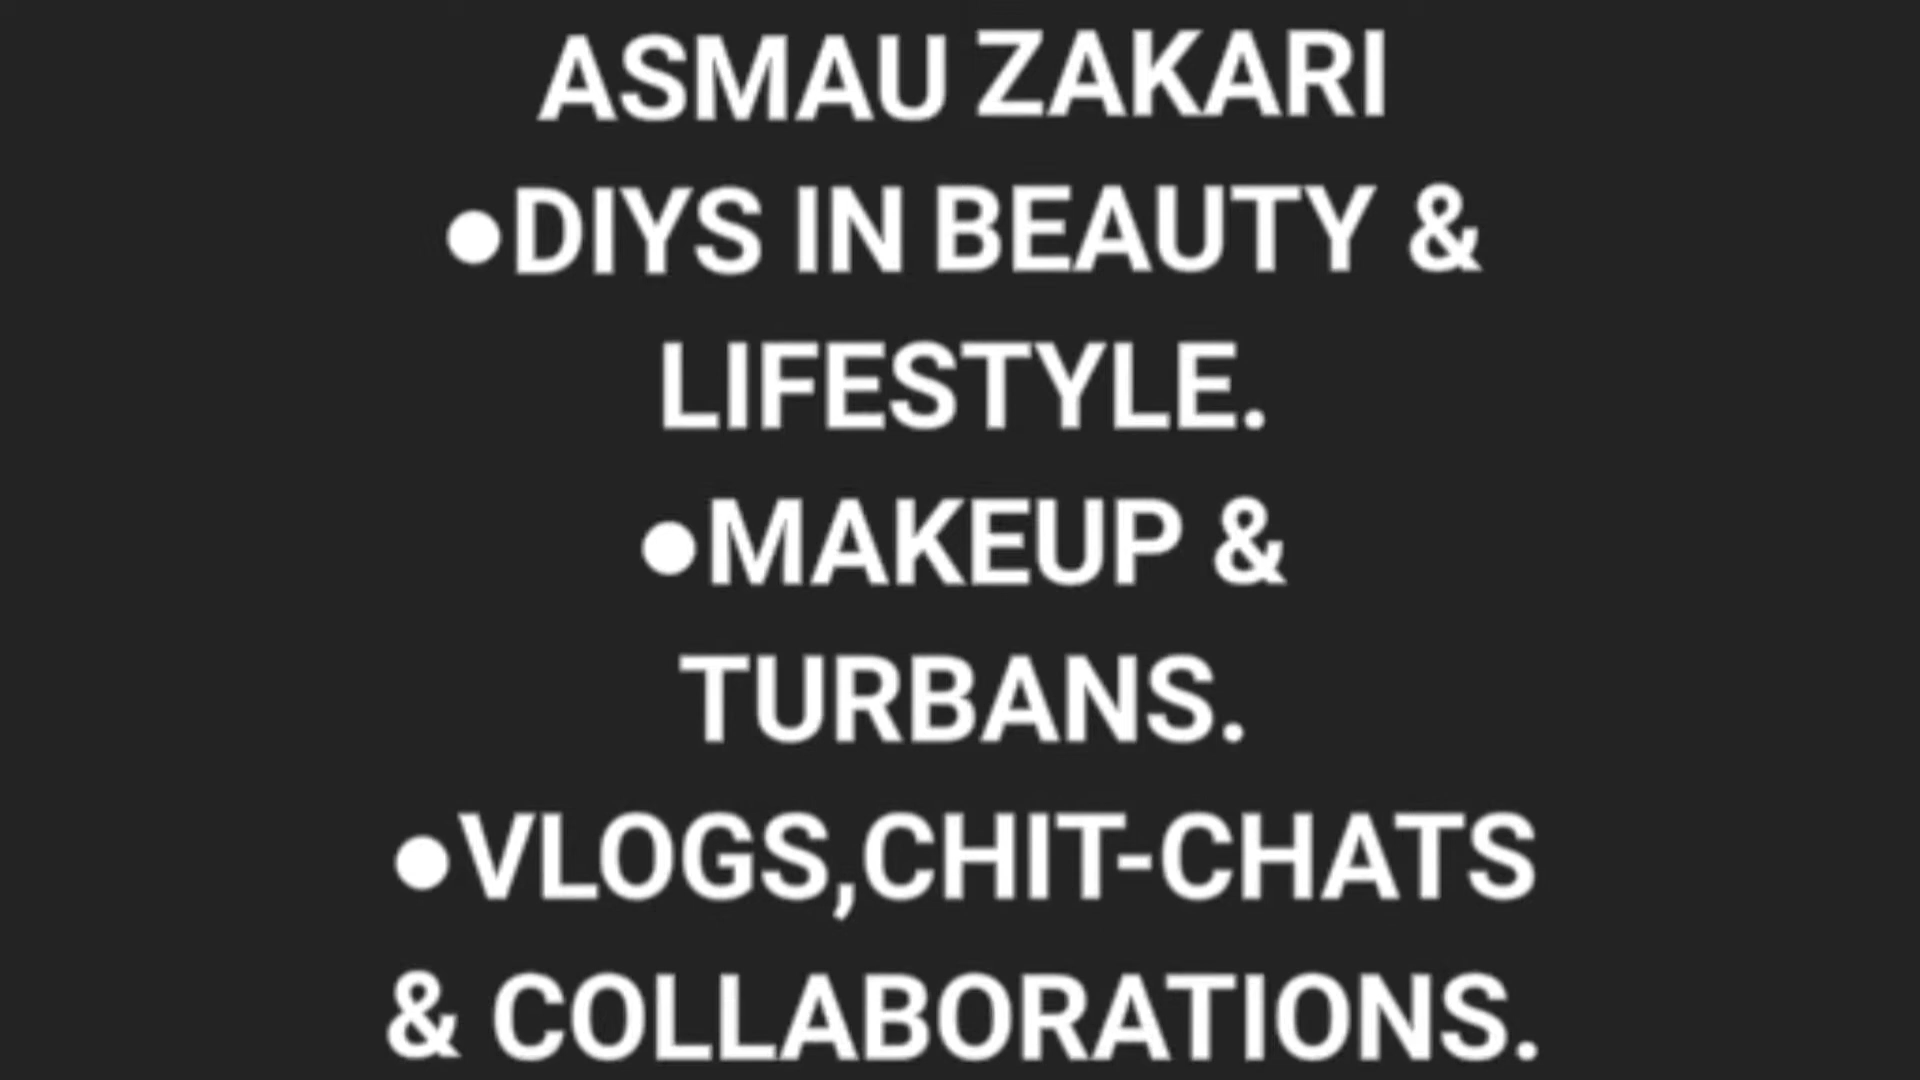 ASMAU ZAKARI
●DIYS IN BEAUTY &
LIFESTYLE.
●MAKEUP &
TURBANS.
●VLOGS,CHIT-CHATS
& COLLABORATIONS.